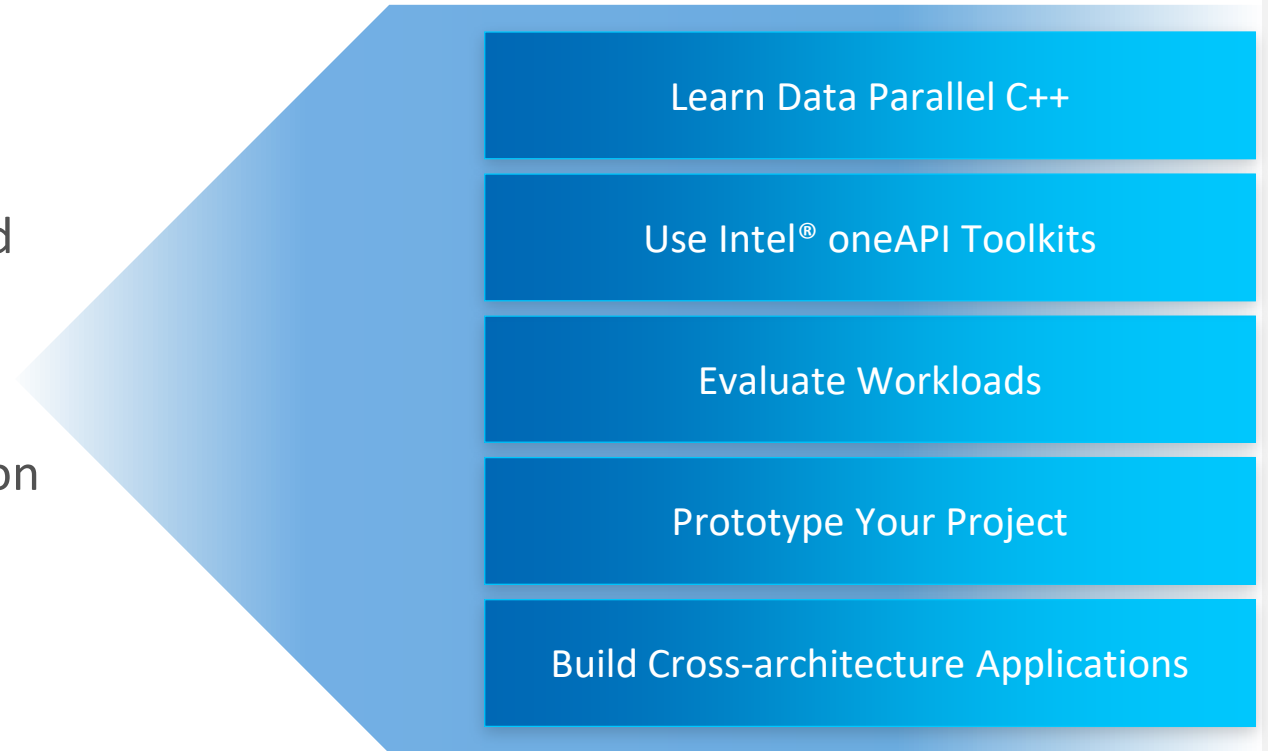 Learn Data Parallel C++
Use Intel® oneAPI Toolkits
Evaluate Workloads
Prototype Your Project
Build Cross-architecture Applications